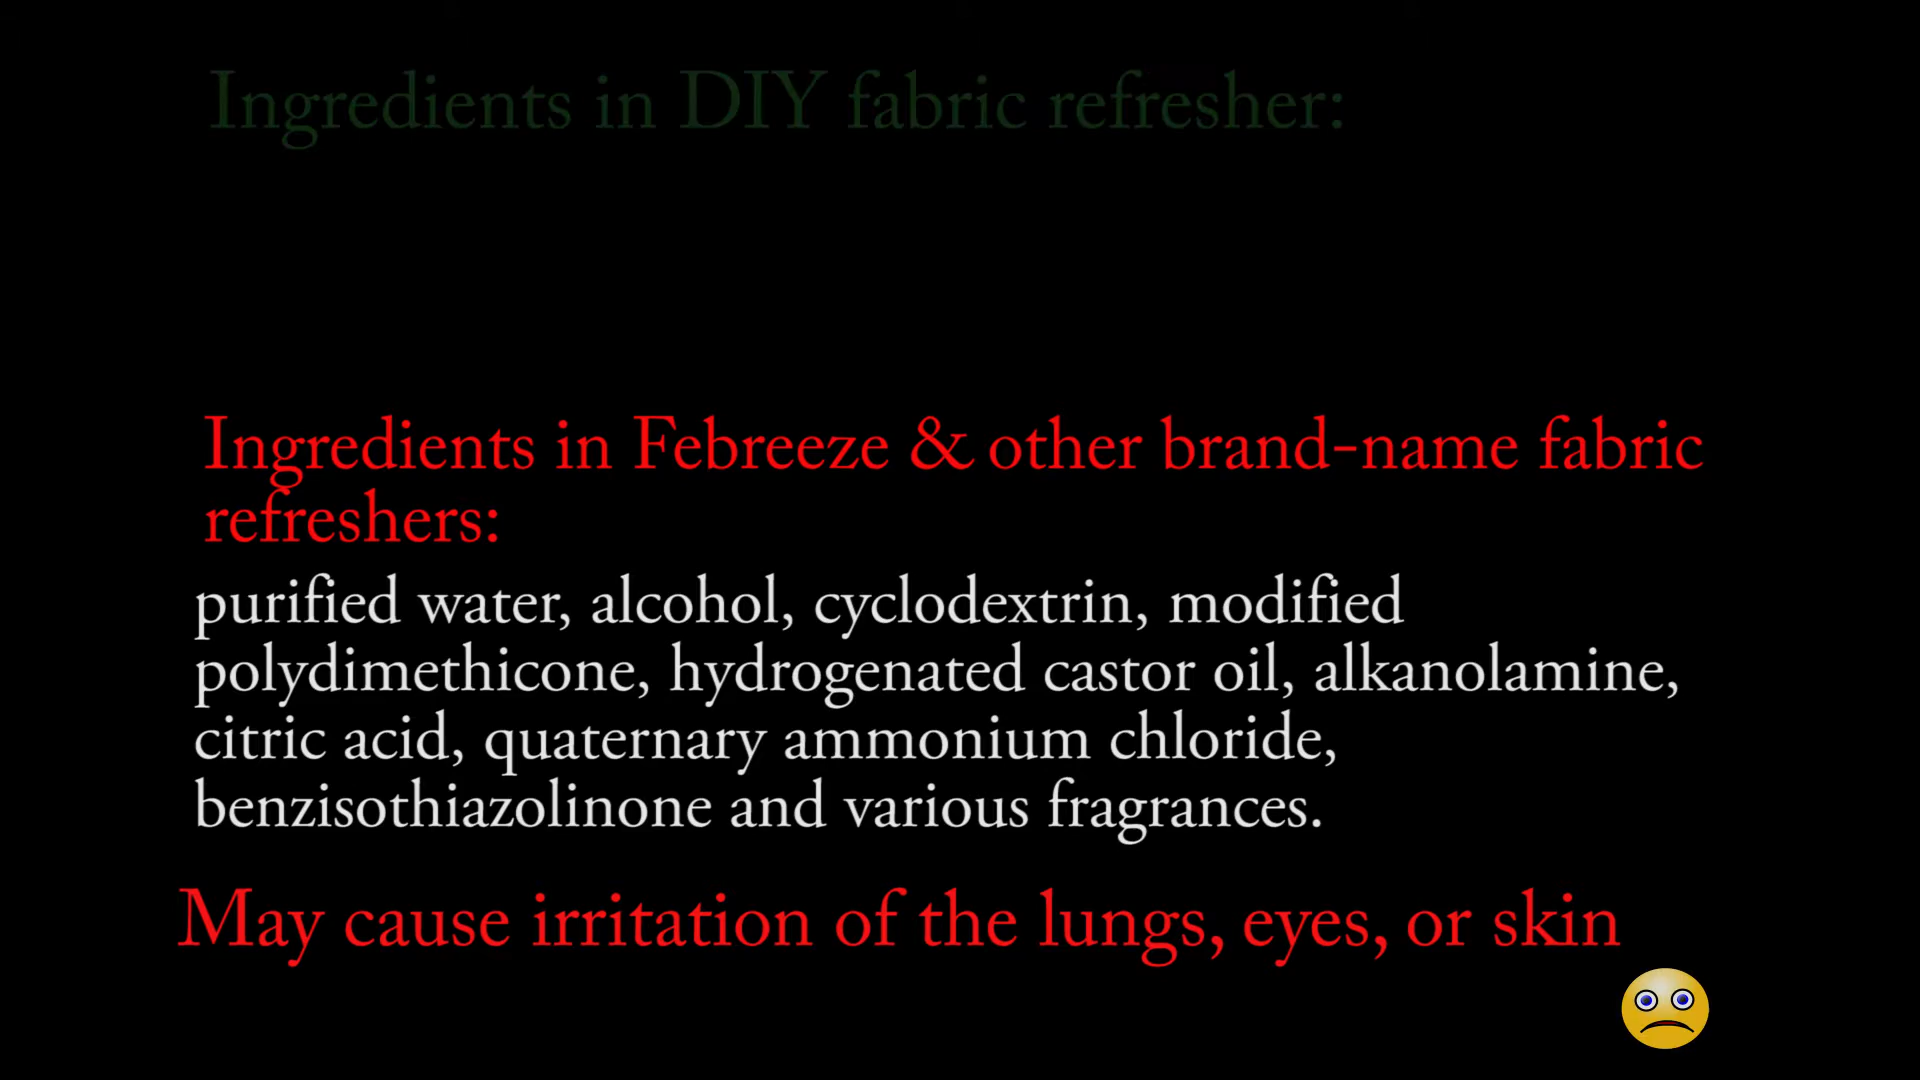 Ingredients in DIY fabric refresher:
Ingredients in Febreeze & other brand-name fabric
refreshers:
purified water, alcohol, cyclodextrin, modified
polydimethicone, hydrogenated castor oil, alkanolamine,
citric acid, quaternary ammonium chloride,
benzisothiazolinone and various fragrances.
May cause irritation of the lungs, eyes, or skin